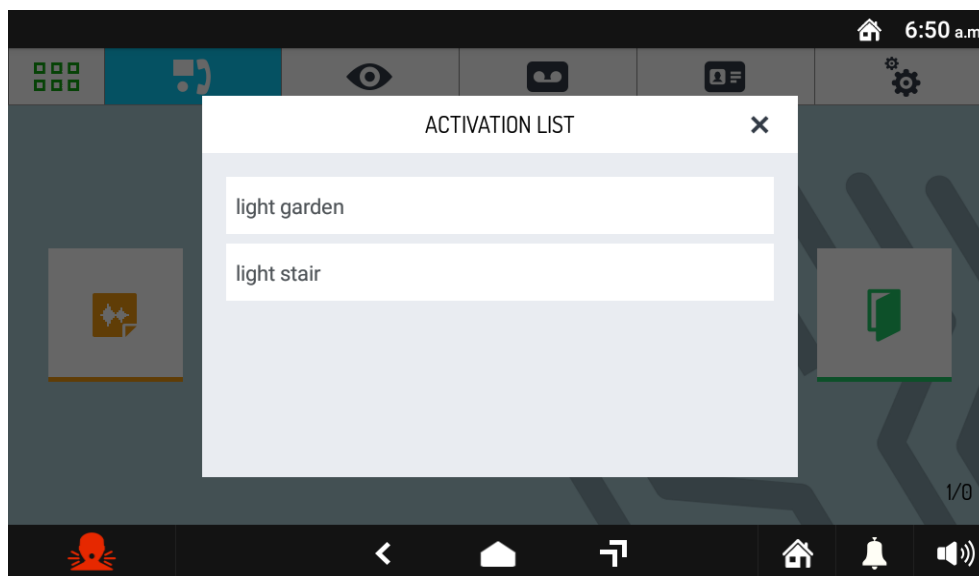 6:50 a.m
ACTIVATION LIST
light garden
light stair
1/0